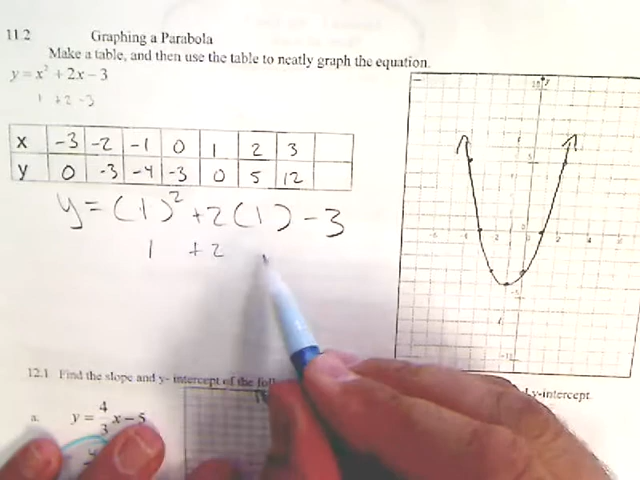 11.2 Graphing a Parabola
Make a table, and then use the table to neatly graph the equation.
y = x² + 2x – 3
1 +2 -3
x -3 -2 -1 0 1 2 3
y 0 -3 -4 -3 0 5 12
y = (1)² + 2(1) - 3
1 +2
12.1 Find the slope and y- intercept of the
y-intercept.
a. y = 4/3 x – 5